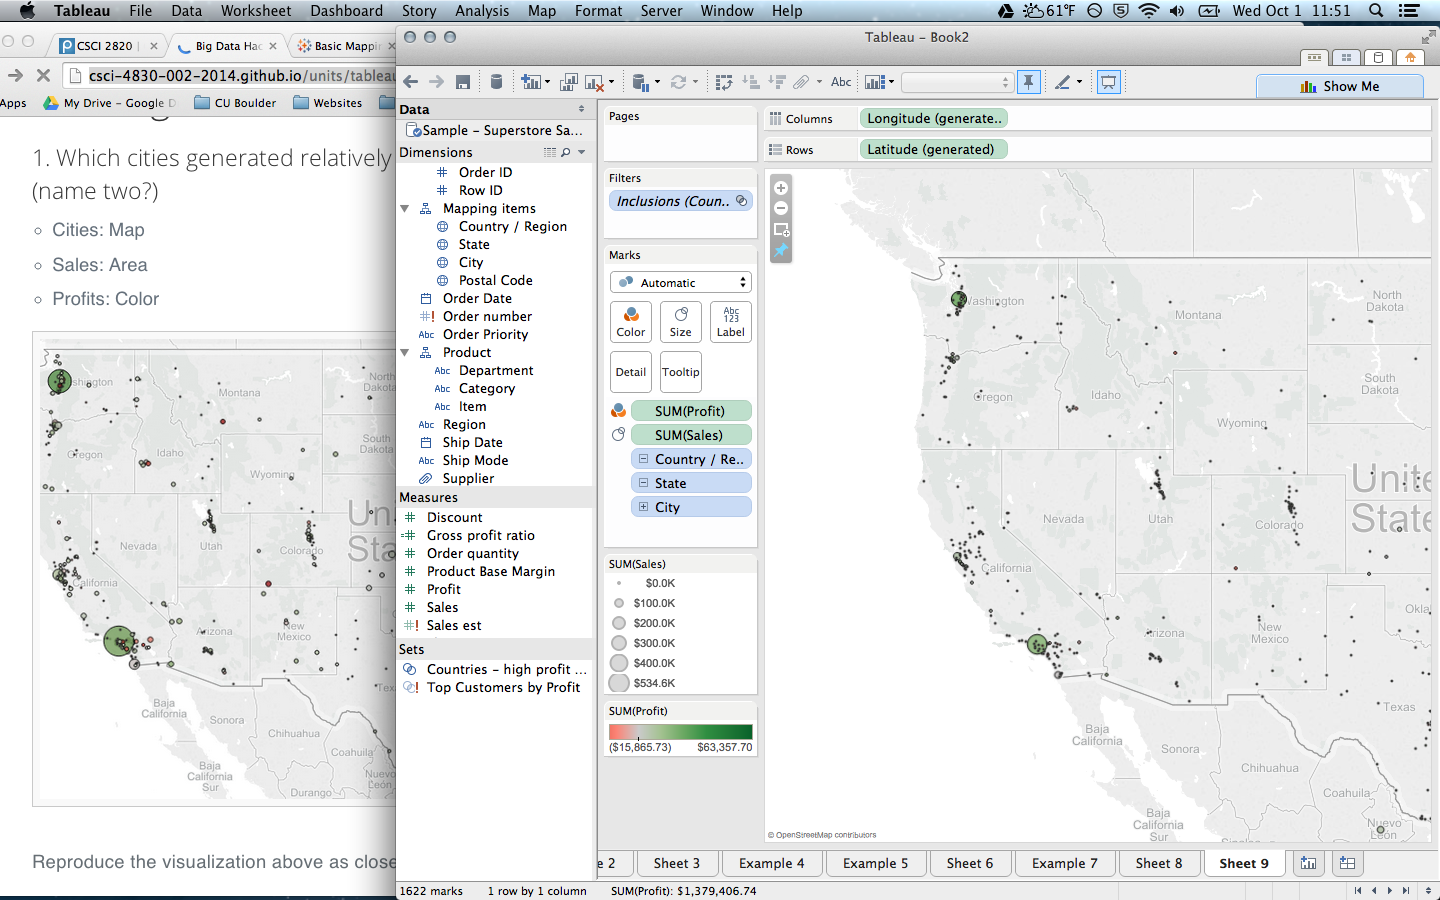 Tableau File Data Worksheet Dashboard Story Analysis Map Format Server Window Help 61°F Wed Oct 1 11:51
CSCI 2820 Big Data Hac Basic Mappin
csci-4830-002-2014.github.io/units/tableau
Apps My Drive – Google D CU Boulder Websites
1. Which cities generated relatively
(name two?)
Cities: Map
Sales: Area
Profits: Color
Washington
Montana
North
Dakota
Oregon
Idaho
South
Wyoming
Nevada
Utah
Colorado
California
Arizona
New
Mexico
Baja
California
Sonora
Chihuahua
Coahuila
Baja
California
Sur
Nuevo
León
Durango
Reproduce the visualization above as close
Tableau – Book2
Abc
Show Me
Data
Sample – Superstore Sa...
Dimensions
Order ID
Row ID
Mapping items
Country / Region
State
City
Postal Code
Order Date
Order number
Abc Order Priority
Product
Abc Department
Abc Category
Abc Item
Abc Region
Ship Date
Abc Ship Mode
Supplier
Measures
Discount
Gross profit ratio
Order quantity
Product Base Margin
Profit
Sales
Sales est
Sets
Countries – high profit ...
Top Customers by Profit
Pages
Filters
Inclusions (Coun..
Marks
Automatic
Color
Size
Abc
123
Label
Detail
Tooltip
SUM(Profit)
SUM(Sales)
Country / Re..
State
City
SUM(Sales)
$0.0K
$100.0K
$200.0K
$300.0K
$400.0K
$534.6K
SUM(Profit)
($15,865.73) $63,357.70
Columns Longitude (generate..
Rows Latitude (generated)
Washington
Montana
North
Dakota
Oregon
Idaho
South
Dakota
Wyoming
Unite
State
Nevada
Utah
Colorado
California
Arizona
New
Mexico
Okla
Texas
Baja
California
Sonora
Chihuahua
Coahuila
Baja
California
Sur
Nuevo
León
© OpenStreetMap contributors
e 2 Sheet 3 Example 4 Example 5 Sheet 6 Example 7 Sheet 8 Sheet 9
1622 marks 1 row by 1 column SUM(Profit): $1,379,406.74